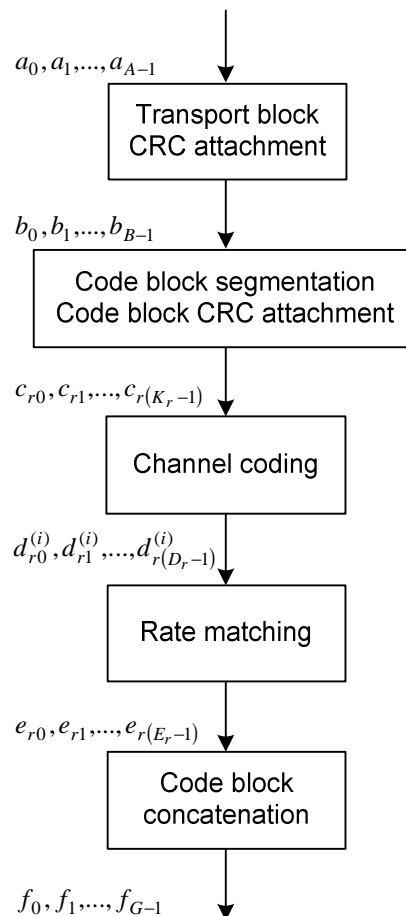 a_0, a_1,..., a_{A-1}
Transport block
CRC attachment
b_0, b_1,..., b_{B-1}
Code block segmentation
Code block CRC attachment
c_{r0}, c_{r1},..., c_{r(K_r-1)}
Channel coding
d_{r0}^{(i)}, d_{r1}^{(i)},..., d_{r(D_r-1)}^{(i)}
Rate matching
e_{r0}, e_{r1},..., e_{r(E_r-1)}
Code block
concatenation
f_0, f_1,..., f_{G-1}